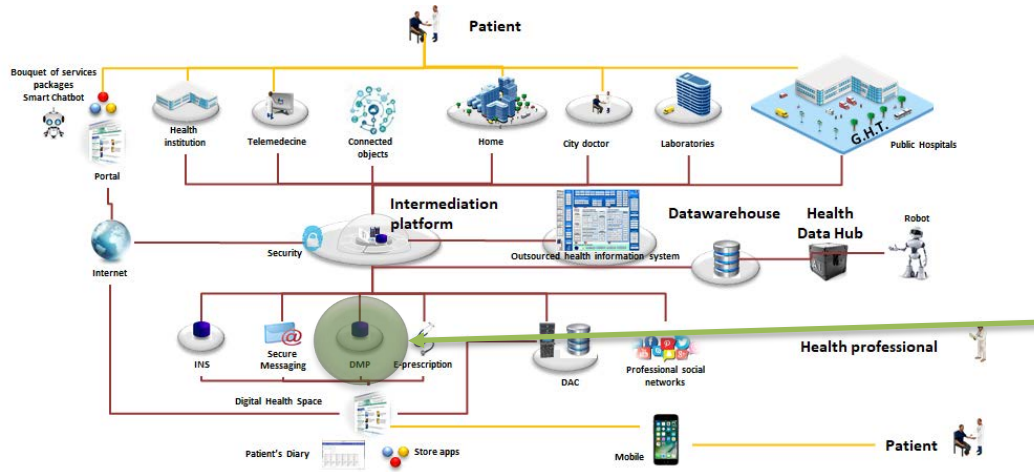 Patient
Bouquet of services
packages
Smart Chatbot
Portal
Health
institution
Telemedecine
Connected
objects
Home
City doctor
Laboratories
G.H.T.
Public Hospitals
Intermediation
platform
Datawarehouse
Health
Data Hub
Robot
Internet
Security
Outsourced health information system
INS
Secure
Messaging
DMP
E-prescription
DAC
Professional social
networks
Health professional
Digital Health Space
Patient's Diary
Store apps
Mobile
Patient